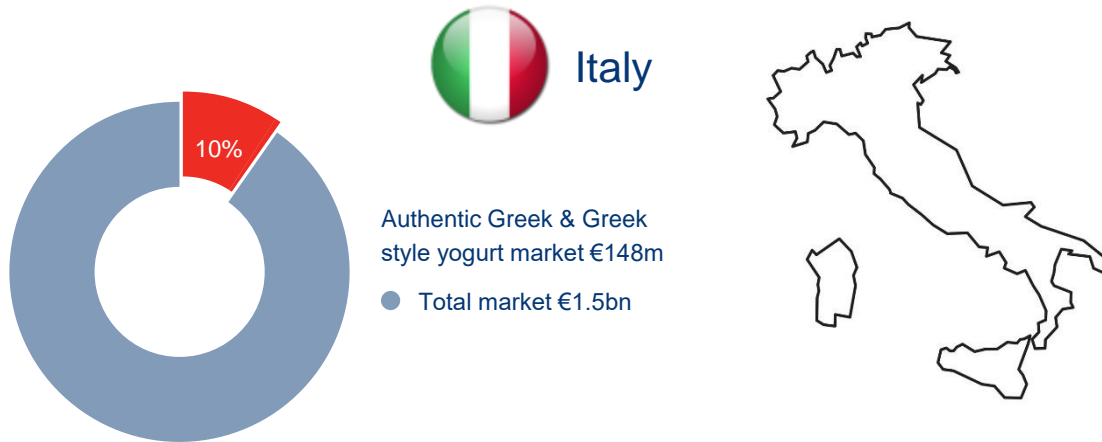 Italy
10%
Authentic Greek & Greek
style yogurt market €148m
Total market €1.5bn